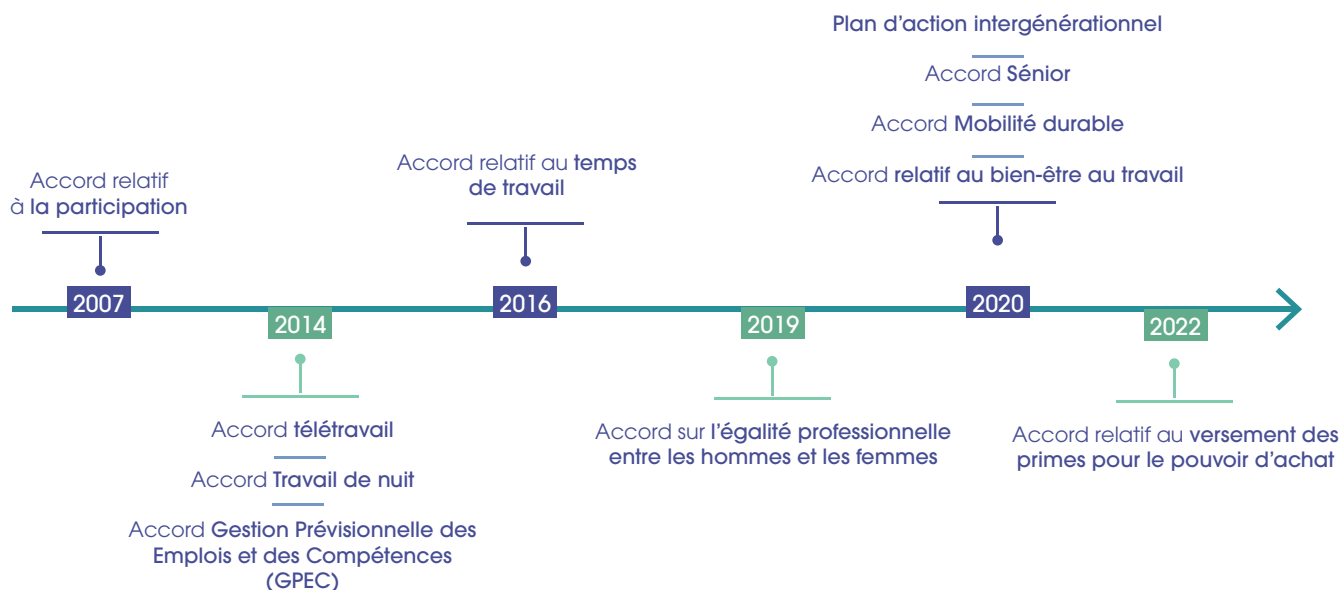 Plan d’action intergénérationnel
Accord Sénior
Accord Mobilité durable
Accord relatif au bien-être au travail
Accord relatif au temps
de travail
Accord relatif
à la participation
2007
2014
2016
2019
2020
2022
Accord télétravail
Accord Travail de nuit
Accord Gestion Prévisionnelle des
Emplois et des Compétences
(GPEC)
Accord sur l’égalité professionnelle
entre les hommes et les femmes
Accord relatif au versement des
primes pour le pouvoir d’achat